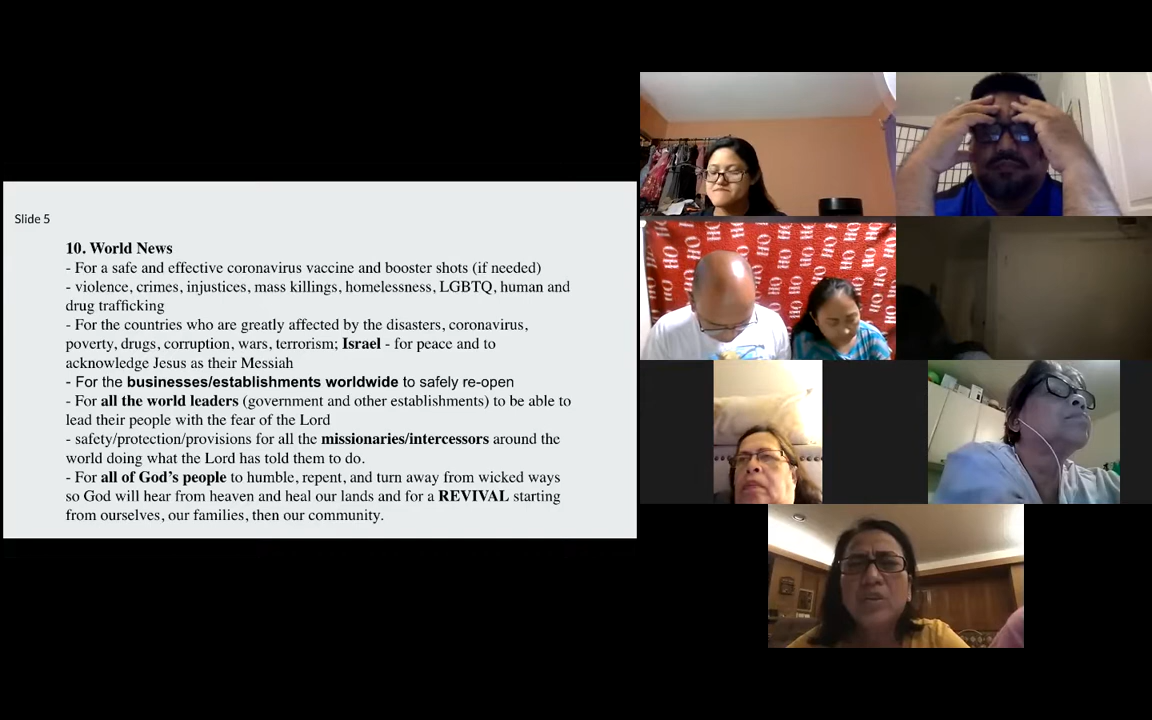 Slide 5
10. World News
- For a safe and effective coronavirus vaccine and booster shots (if needed)
- violence, crimes, injustices, mass killings, homelessness, LGBTQ, human and
drug trafficking
- For the countries who are greatly affected by the disasters, coronavirus,
poverty, drugs, corruption, wars, terrorism; Israel - for peace and to
acknowledge Jesus as their Messiah
- For the businesses/establishments worldwide to safely re-open
- For all the world leaders (government and other establishments) to be able to
lead their people with the fear of the Lord
- safety/protection/provisions for all the missionaries/intercessors around the
world doing what the Lord has told them to do.
- For all of God’s people to humble, repent, and turn away from wicked ways
so God will hear from heaven and heal our lands and for a REVIVAL starting
from ourselves, our families, then our community.
HO HO HO